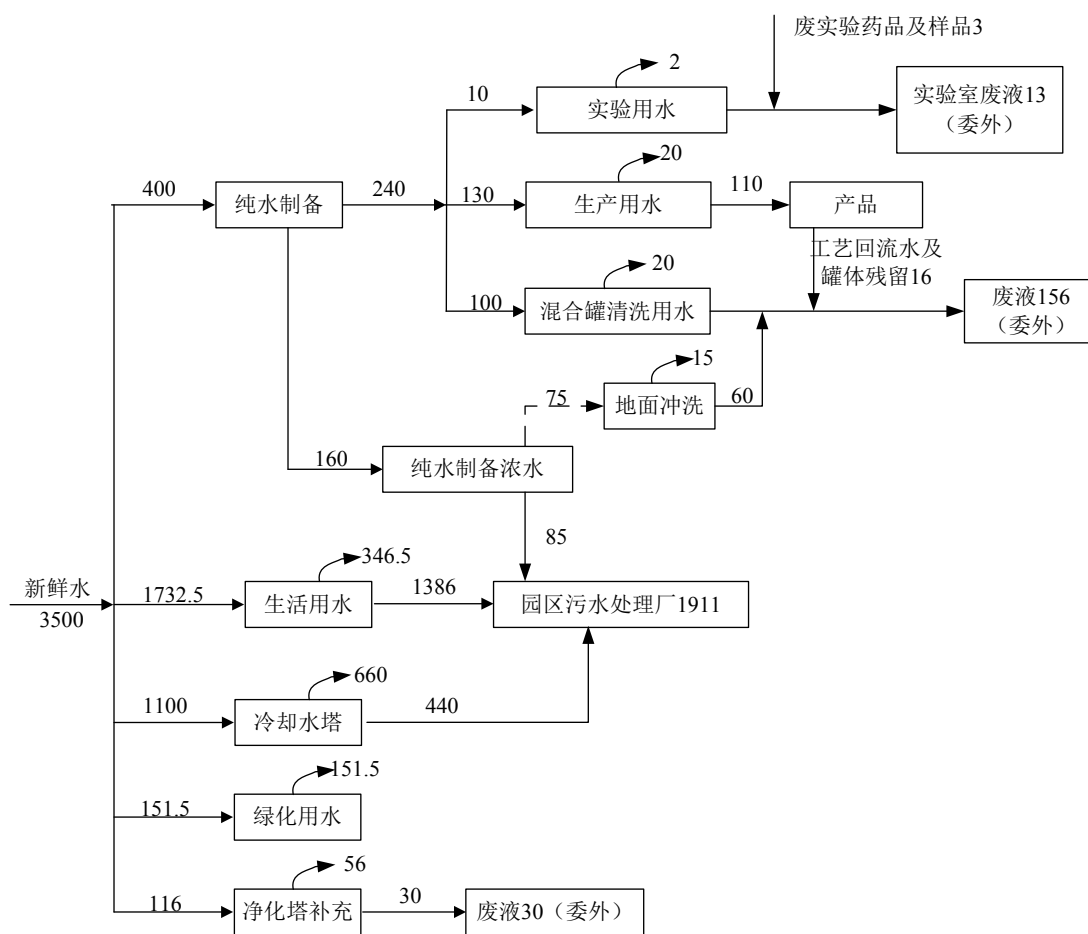 废实验药品及样品3
2
10
实验用水
实验室废液13
（委外）
20
400
240
130
110
纯水制备
生产用水
产品
工艺回流水及
罐体残留16
20
100
混合罐清洗用水
废液156
（委外）
15
75
地面冲洗
60
160
纯水制备浓水
85
346.5
新鲜水
3500
1732.5
生活用水
1386
园区污水处理厂1911
660
1100
冷却水塔
440
151.5
151.5
绿化用水
56
116
净化塔补充
30
废液30（委外）